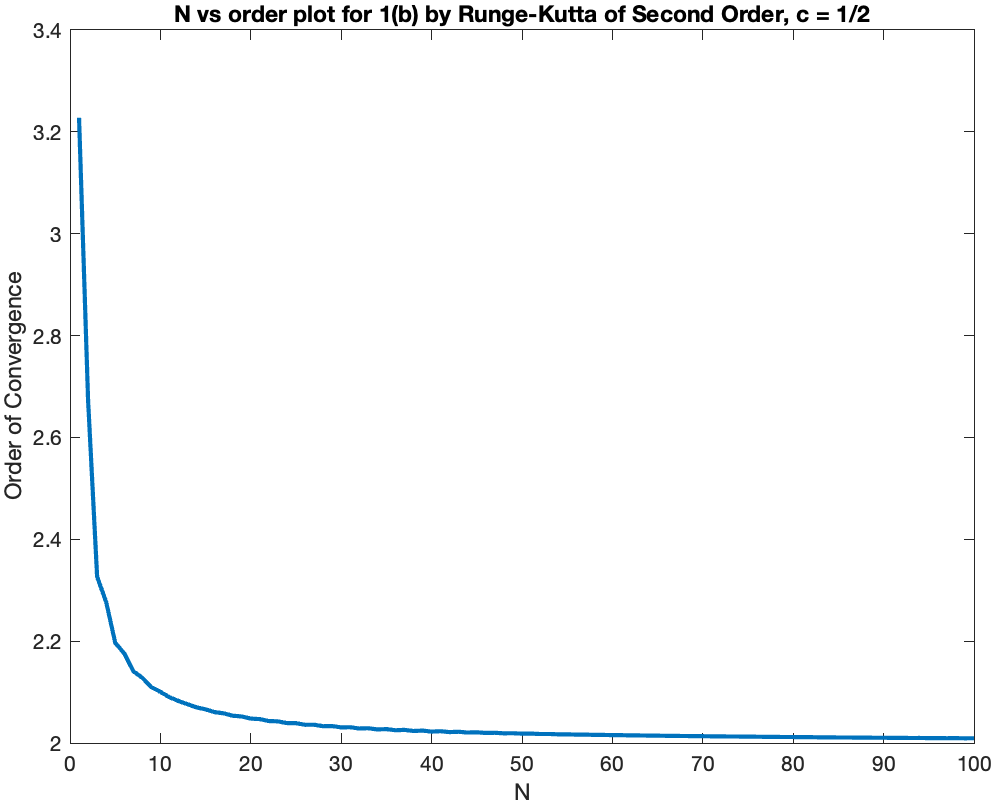 N vs order plot for 1(b) by Runge-Kutta of Second Order, c = 1/2
3.4
3.2
3
2.8
2.6
2.4
2.2
2
Order of Convergence
0 10 20 30 40 50 60 70 80 90 100
N